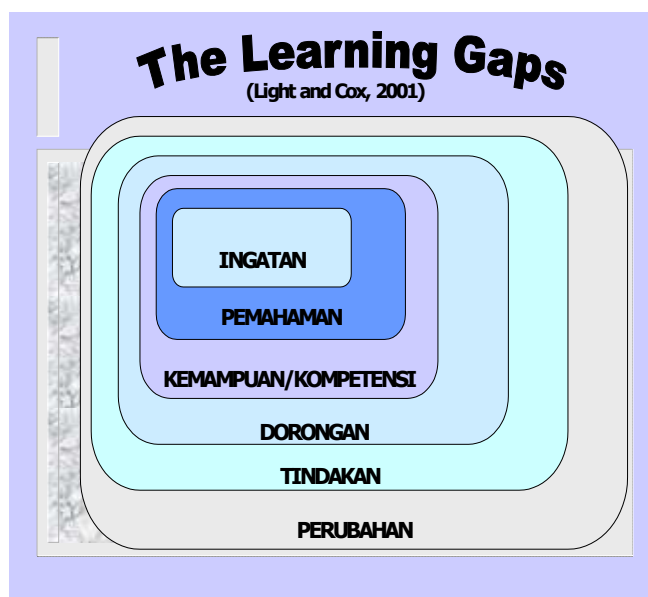 The Learning Gaps
(Light and Cox, 2001)
INGATAN
PEMAHAMAN
KEMAMPUAN/KOMPETENSI
DORONGAN
TINDAKAN
PERUBAHAN